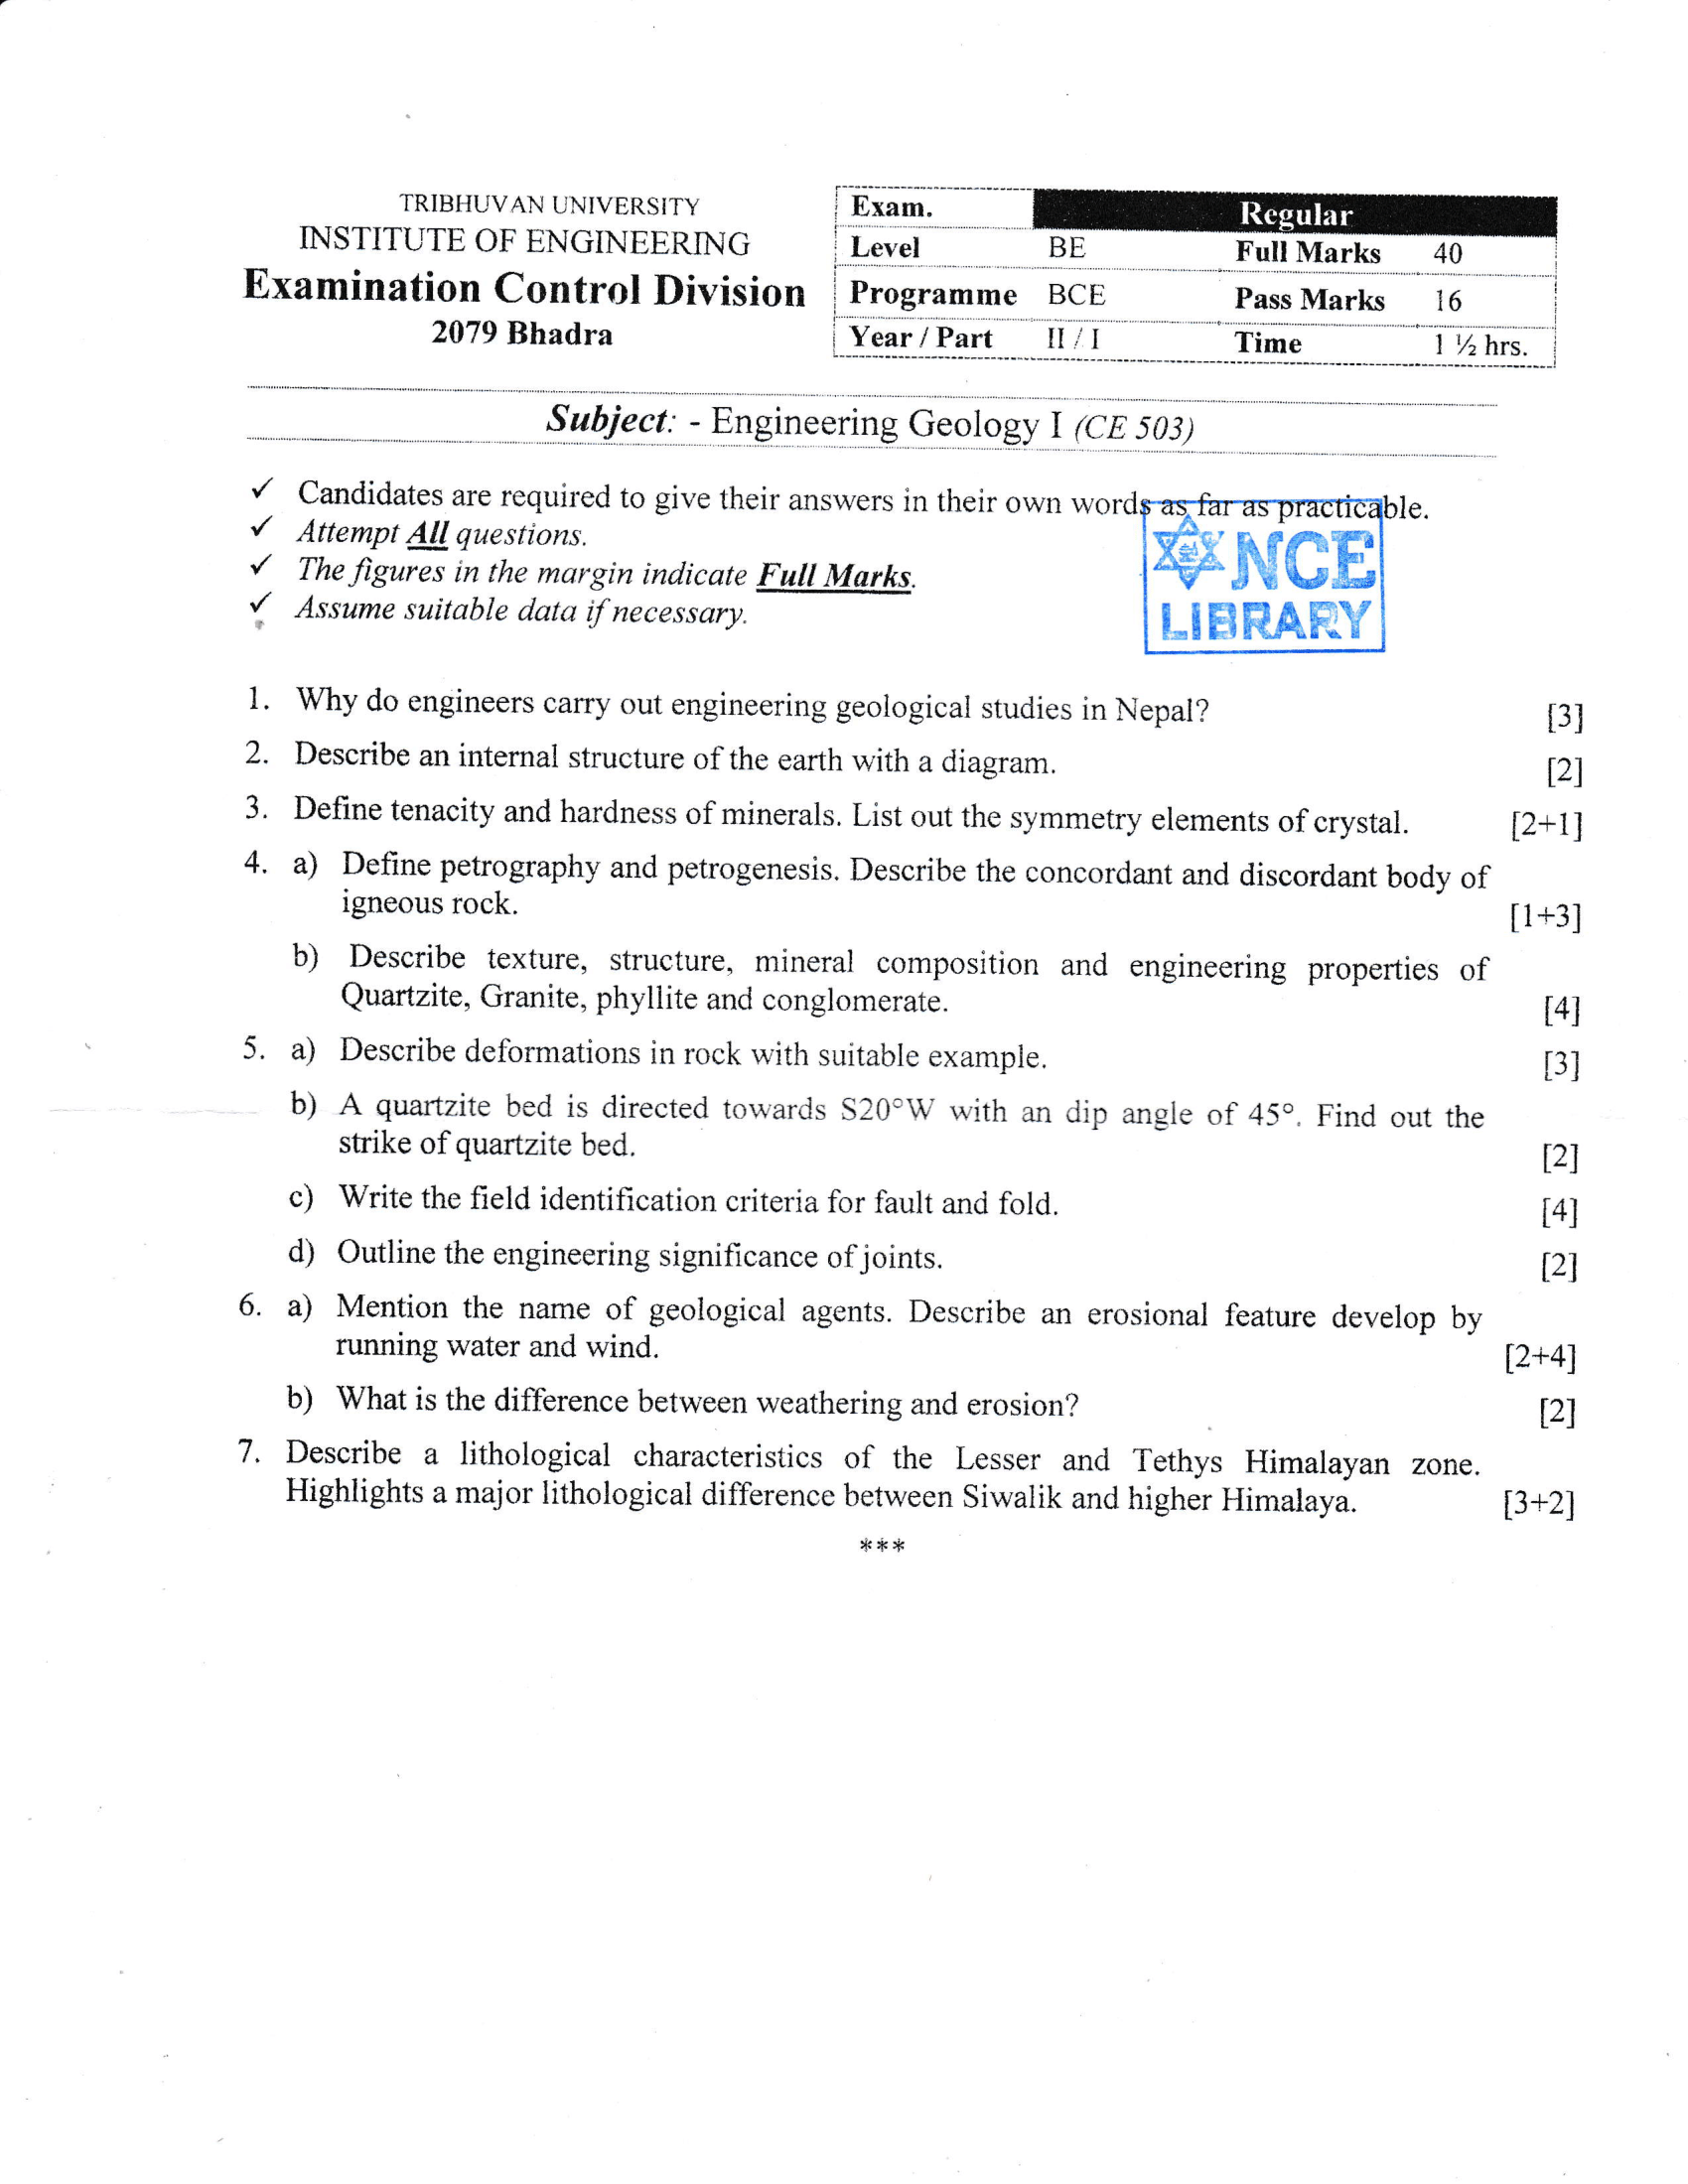 TRIBHUVAN UNIVERSITY
INSTITUTE OF ENGINEERING
Examination Control Division
2079 Bhadra
Exam. Regular
Level BE Full Marks 40
Programme BCE Pass Marks 16
Year / Part II / I Time 1 ½ hrs.
Subject: - Engineering Geology I (CE 503)
✓ Candidates are required to give their answers in their own words as far as practicable.
✓ Attempt All questions.
✓ The figures in the margin indicate Full Marks.
✓ Assume suitable data if necessary.
NCE
LIBRARY
1. Why do engineers carry out engineering geological studies in Nepal? [3]
2. Describe an internal structure of the earth with a diagram. [2]
3. Define tenacity and hardness of minerals. List out the symmetry elements of crystal. [2+1]
4. a) Define petrography and petrogenesis. Describe the concordant and discordant body of
igneous rock. [1+3]
b) Describe texture, structure, mineral composition and engineering properties of
Quartzite, Granite, phyllite and conglomerate. [4]
5. a) Describe deformations in rock with suitable example. [3]
b) A quartzite bed is directed towards S20°W with an dip angle of 45°. Find out the
strike of quartzite bed. [2]
c) Write the field identification criteria for fault and fold. [4]
d) Outline the engineering significance of joints. [2]
6. a) Mention the name of geological agents. Describe an erosional feature develop by
running water and wind. [2+4]
b) What is the difference between weathering and erosion? [2]
7. Describe a lithological characteristics of the Lesser and Tethys Himalayan zone.
Highlights a major lithological difference between Siwalik and higher Himalaya. [3+2]
***